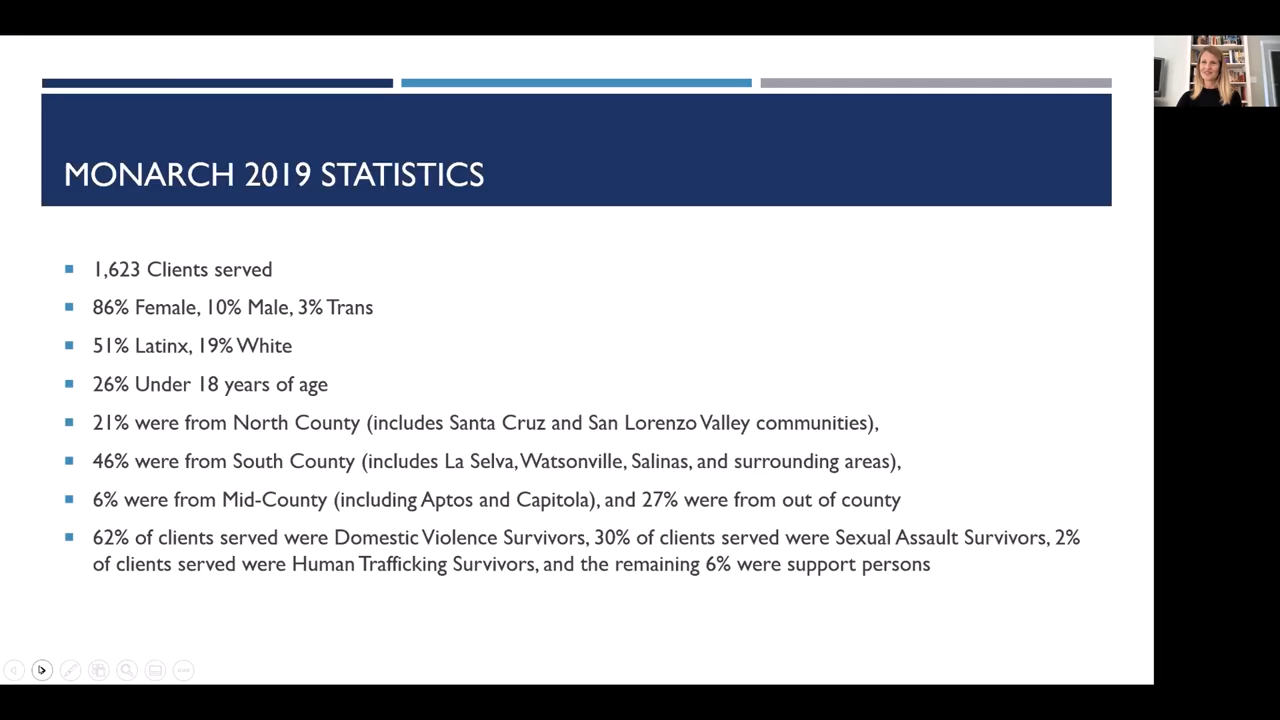 MONARCH 2019 STATISTICS
1,623 Clients served
86% Female, 10% Male, 3% Trans
51% Latinx, 19% White
26% Under 18 years of age
21% were from North County (includes Santa Cruz and San Lorenzo Valley communities),
46% were from South County (includes La Selva, Watsonville, Salinas, and surrounding areas),
6% were from Mid-County (including Aptos and Capitola), and 27% were from out of county
62% of clients served were Domestic Violence Survivors, 30% of clients served were Sexual Assault Survivors, 2%
of clients served were Human Trafficking Survivors, and the remaining 6% were support persons